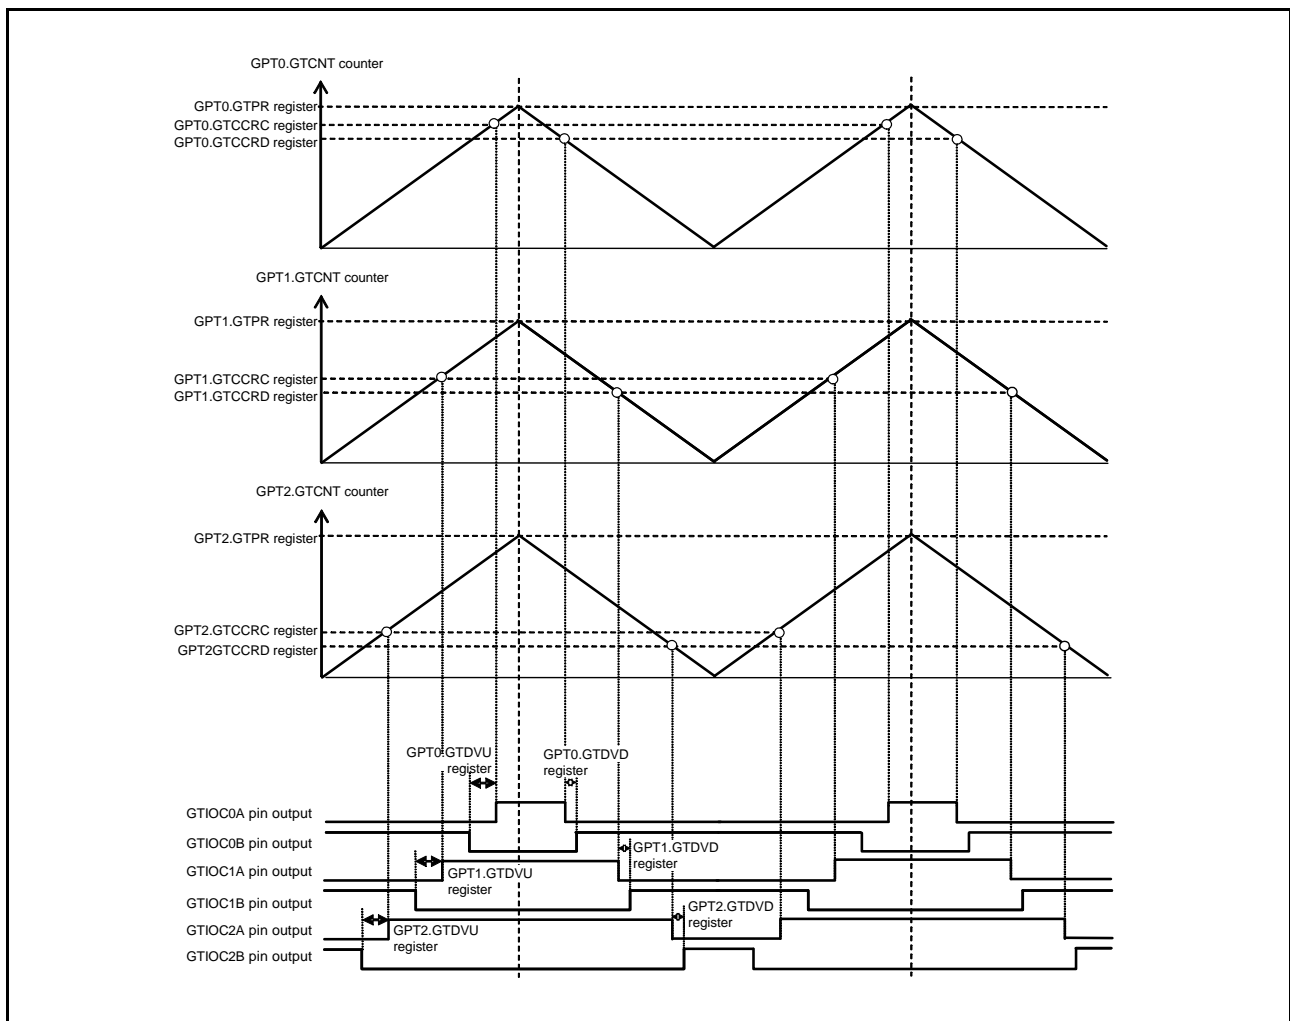 GPT0.GTCNT counter
GPT0.GTPR register
GPT0.GTCCRC register
GPT0.GTCCRD register
GPT1.GTCNT counter
GPT1.GTPR register
GPT1.GTCCRC register
GPT1.GTCCRD register
GPT2.GTCNT counter
GPT2.GTPR register
GPT2.GTCCRC register
GPT2GTCCRD register
GPT0.GTDVU
register
GPT0.GTDVD
register
GTIOC0A pin output
GTIOC0B pin output
GPT1.GTDVD
register
GTIOC1A pin output
GPT1.GTDVU
register
GTIOC1B pin output
GPT2.GTDVD
register
GTIOC2A pin output
GPT2.GTDVU
register
GTIOC2B pin output